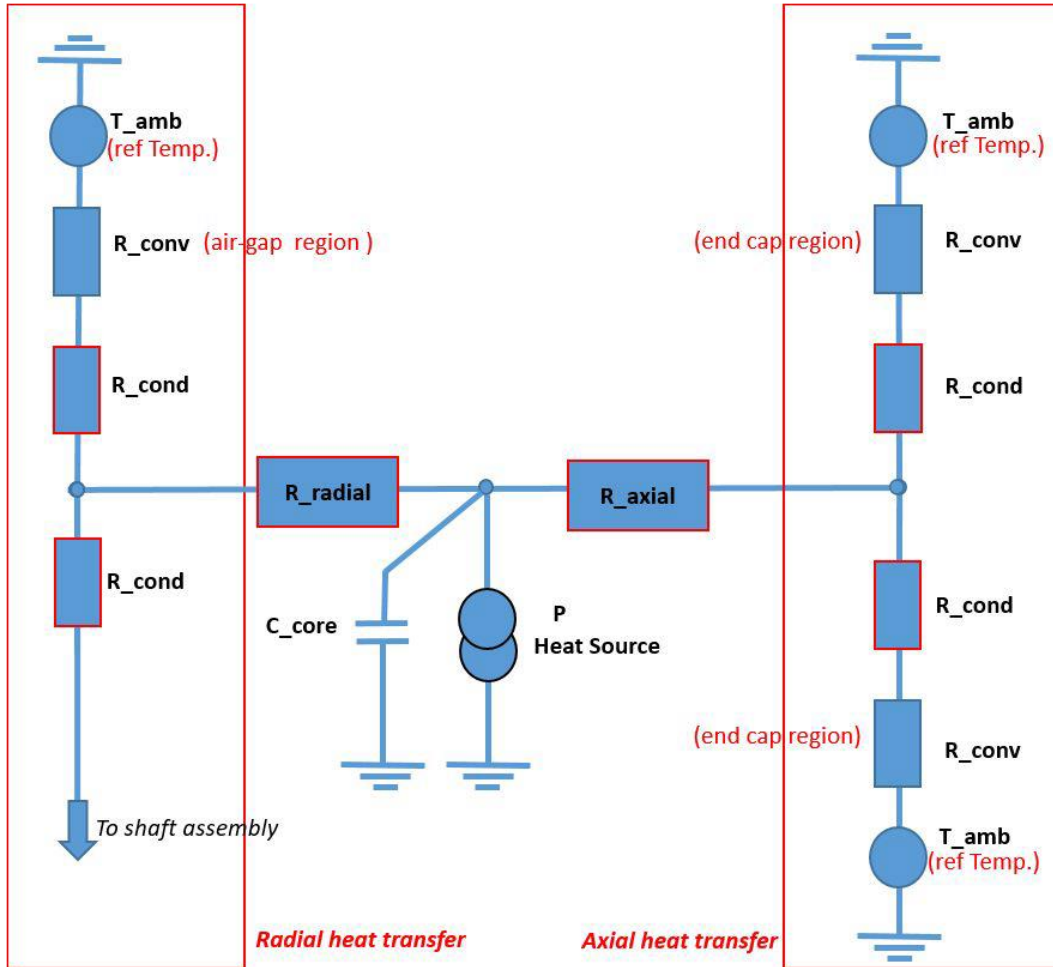 T_amb
(ref Temp.)
R_conv (air-gap region )
R_cond
R_cond
To shaft assembly
R_radial
C_core
P
Heat Source
R_axial
T_amb
(ref Temp.)
(end cap region)
R_conv
R_cond
R_cond
(end cap region)
R_conv
T_amb
(ref Temp.)
Radial heat transfer
Axial heat transfer